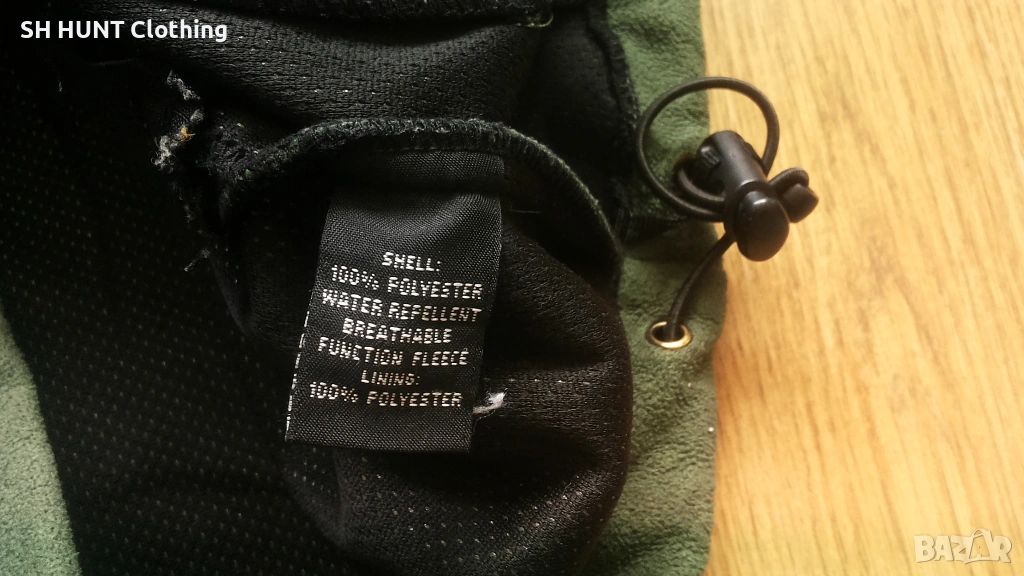 SH HUNT Clothing
SHELL:
100% POLYESTER
WATER REPELLENT
BREATHABLE
FUNCTION FLEECE
LINING:
100% POLYESTER
BAZAR